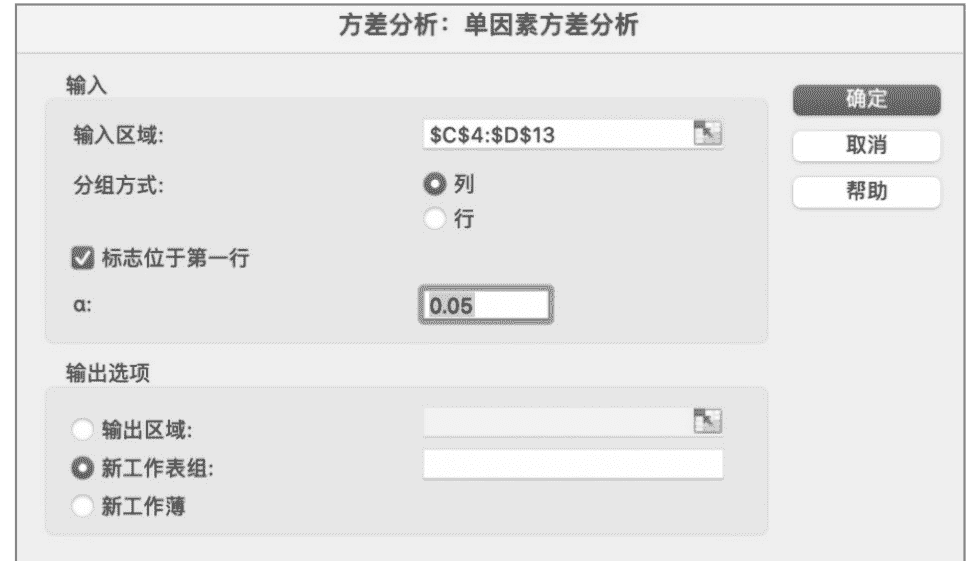 方差分析：单因素方差分析
输入
确定
输入区域: $C$4:$D$13
取消
分组方式: 列
帮助
行
标志位于第一行
α: 0.05
输出选项
输出区域:
新工作表组:
新工作薄